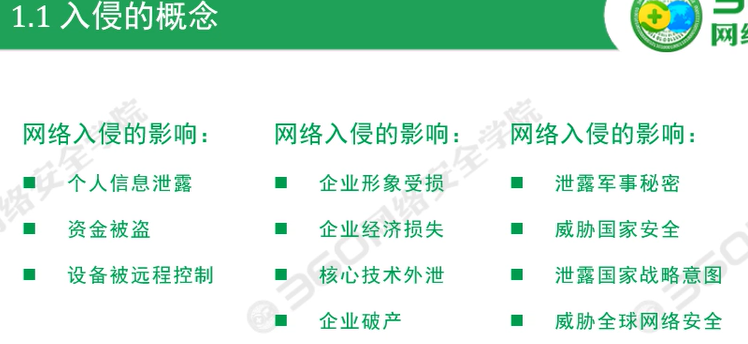 1.1 入侵的概念
网络入侵的影响：
个人信息泄露
资金被盗
设备被远程控制
网络入侵的影响：
企业形象受损
企业经济损失
核心技术外泄
企业破产
网络入侵的影响：
泄露军事秘密
威胁国家安全
泄露国家战略意图
威胁全球网络安全
360网络安全学院